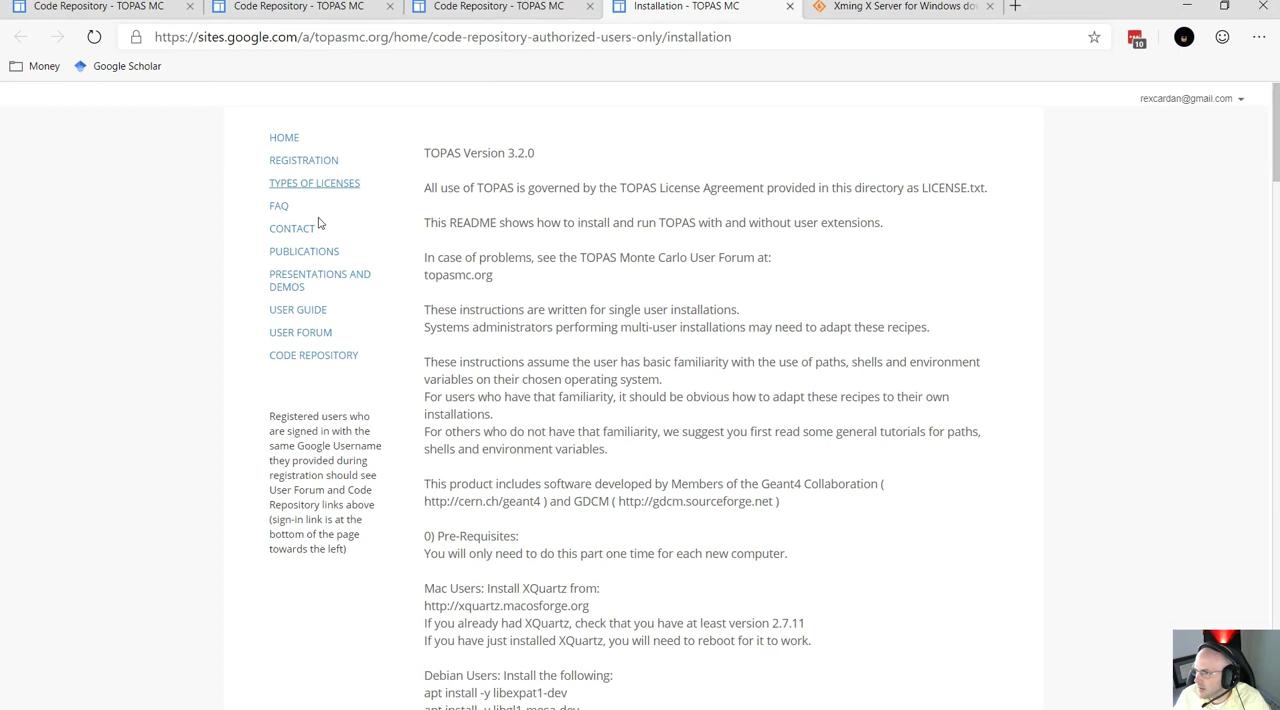 Code Repository - TOPAS MC
Code Repository - TOPAS MC
Code Repository - TOPAS MC
Installation - TOPAS MC
Xming X Server for Windows do
https://sites.google.com/a/topasmc.org/home/code-repository-authorized-users-only/installation
10
Money
Google Scholar
rexcardan@gmail.com
HOME
REGISTRATION
TYPES OF LICENSES
FAQ
CONTACT
PUBLICATIONS
PRESENTATIONS AND
DEMOS
USER GUIDE
USER FORUM
CODE REPOSITORY
Registered users who
are signed in with the
same Google Username
they provided during
registration should see
User Forum and Code
Repository links above
(sign-in link is at the
bottom of the page
towards the left)
TOPAS Version 3.2.0
All use of TOPAS is governed by the TOPAS License Agreement provided in this directory as LICENSE.txt.
This README shows how to install and run TOPAS with and without user extensions.
In case of problems, see the TOPAS Monte Carlo User Forum at:
topasmc.org
These instructions are written for single user installations.
Systems administrators performing multi-user installations may need to adapt these recipes.
These instructions assume the user has basic familiarity with the use of paths, shells and environment
variables on their chosen operating system.
For users who have that familiarity, it should be obvious how to adapt these recipes to their own
installations.
For others who do not have that familiarity, we suggest you first read some general tutorials for paths,
shells and environment variables.
This product includes software developed by Members of the Geant4 Collaboration (
http://cern.ch/geant4 ) and GDCM ( http://gdcm.sourceforge.net )
0) Pre-Requisites:
You will only need to do this part one time for each new computer.
Mac Users: Install XQuartz from:
http://xquartz.macosforge.org
If you already had XQuartz, check that you have at least version 2.7.11
If you have just installed XQuartz, you will need to reboot for it to work.
Debian Users: Install the following:
apt install -y libexpat1-dev
apt install -y libgl1-mesa-dev